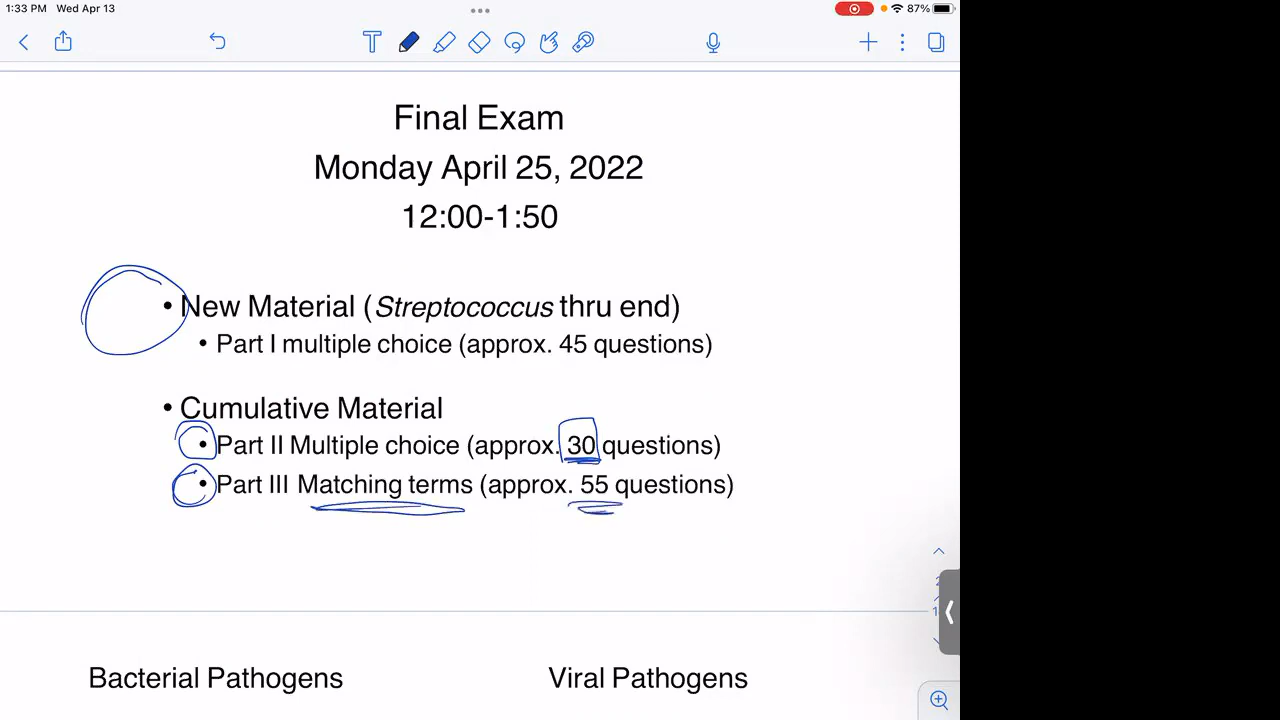 1:33 PM Wed Apr 13
87%
T
Final Exam
Monday April 25, 2022
12:00-1:50
• New Material (Streptococcus thru end)
• Part I multiple choice (approx. 45 questions)
• Cumulative Material
• Part II Multiple choice (approx. 30 questions)
• Part III Matching terms (approx. 55 questions)
Bacterial Pathogens
Viral Pathogens